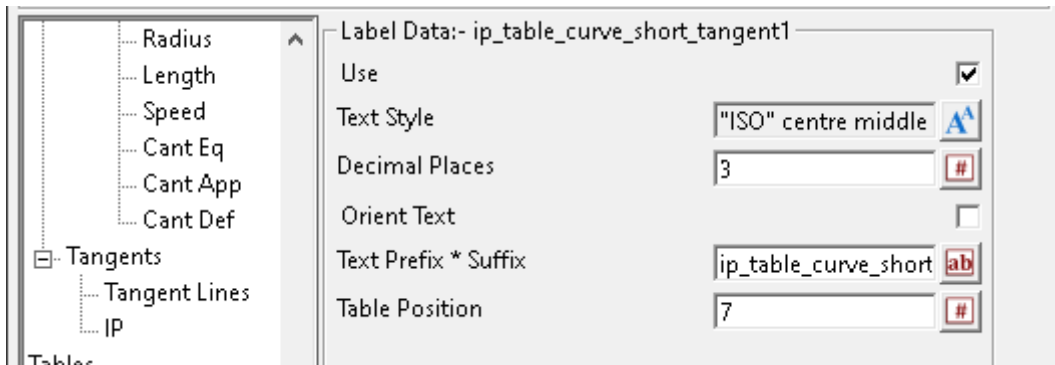 Radius
Length
Speed
Cant Eq
Cant App
Cant Def
Tangents
Tangent Lines
IP
Tables
Label Data:- ip_table_curve_short_tangent1
Use
Text Style "ISO" centre middle
Decimal Places 3
Orient Text
Text Prefix * Suffix ip_table_curve_short
Table Position 7